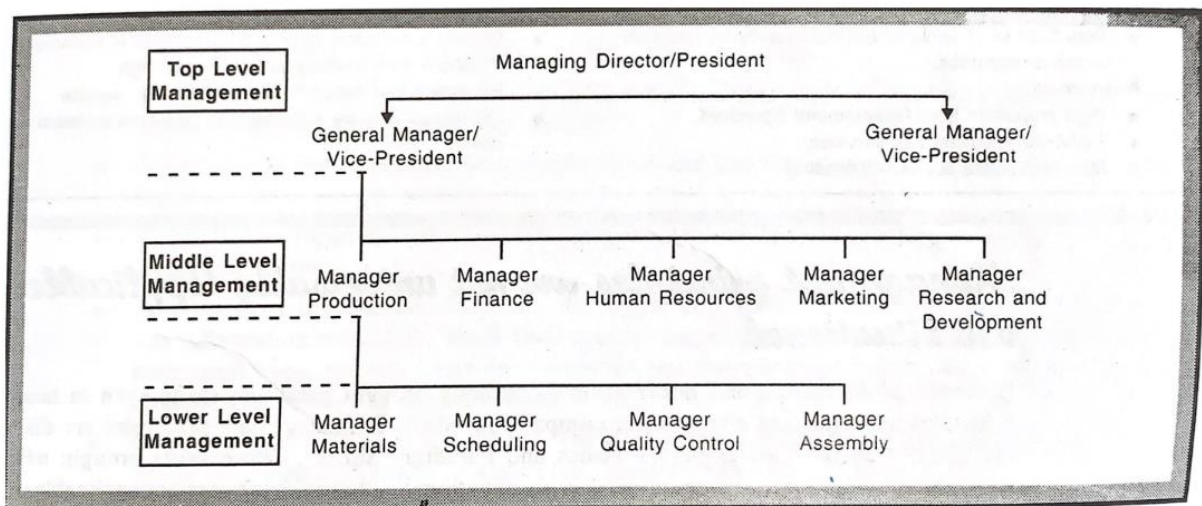 Top Level
Management
Managing Director/President
General Manager/
Vice-President
General Manager/
Vice-President
Middle Level
Management
Manager
Production
Manager
Finance
Manager
Human Resources
Manager
Marketing
Manager
Research and
Development
Lower Level
Management
Manager
Materials
Manager
Scheduling
Manager
Quality Control
Manager
Assembly